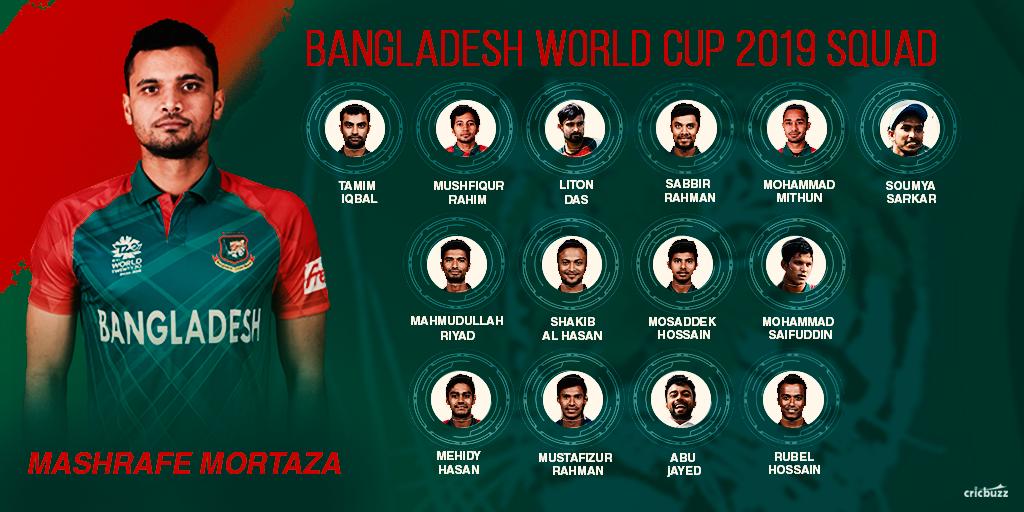 BANGLADESH WORLD CUP 2019 SQUAD
TAMIM
IQBAL
MUSHFIQUR
RAHIM
LITON
DAS
SABBIR
RAHMAN
MOHAMMAD
MITHUN
SOUMYA
SARKAR
MAHMUDULLAH
RIYAD
SHAKIB
AL HASAN
MOSADDEK
HOSSAIN
MOHAMMAD
SAIFUDDIN
MEHIDY
HASAN
MUSTAFIZUR
RAHMAN
ABU
JAYED
RUBEL
HOSSAIN
WORLD
BANGLADESH
MASHRAFE MORTAZA
cricbuzz